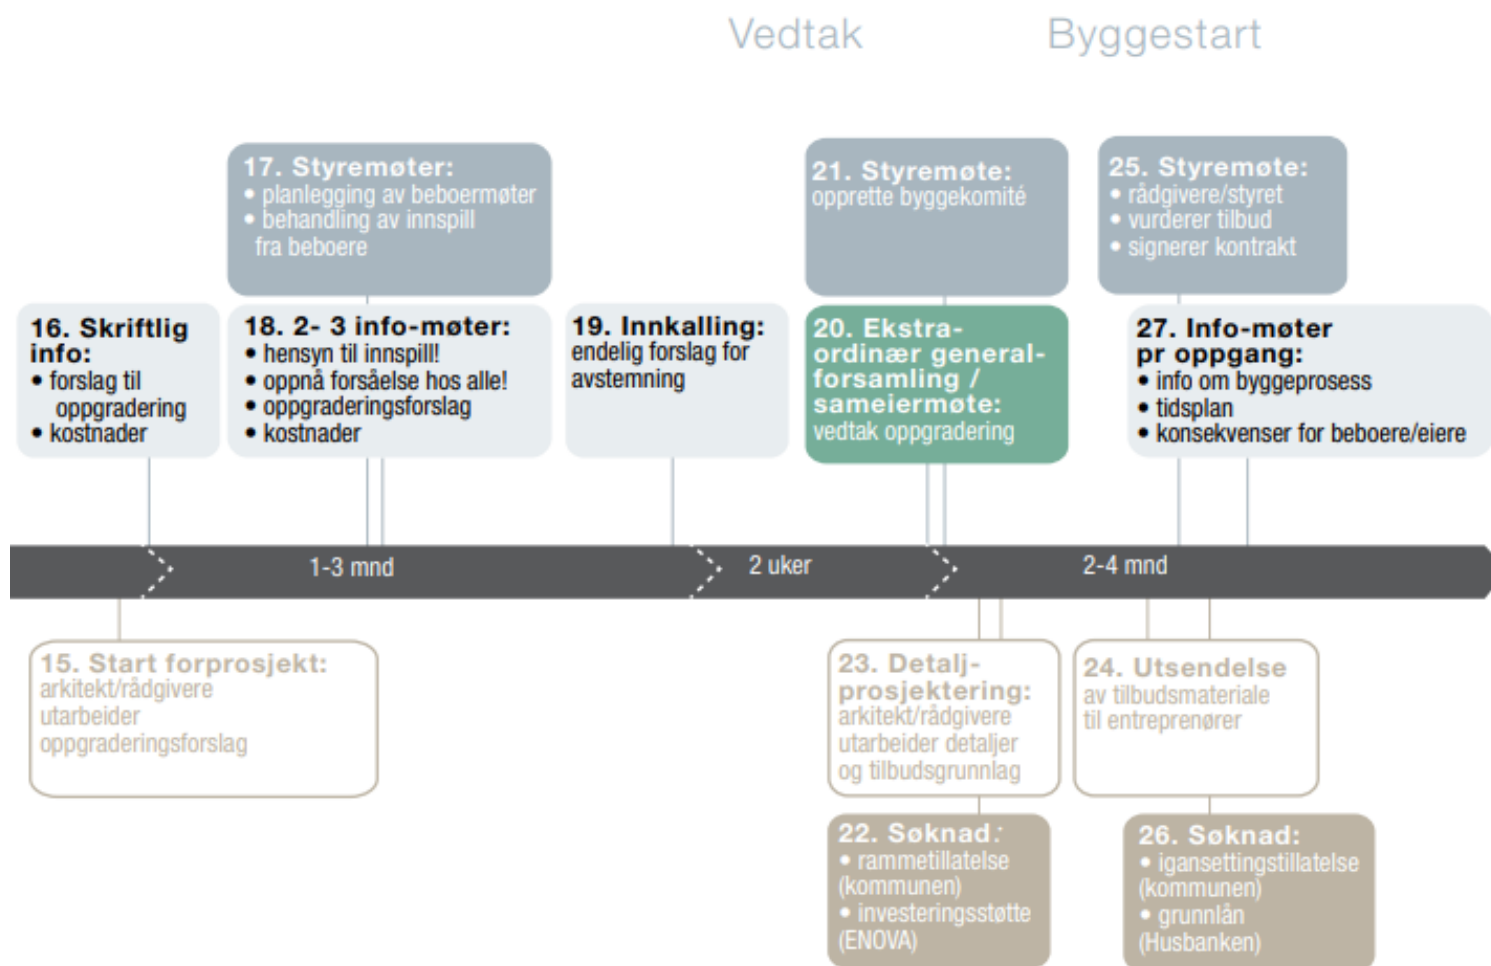 Vedtak
Byggestart
17. Styremøter:
• planlegging av beboermøter
• behandling av innspill
fra beboere
21. Styremøte:
opprette byggekomité
25. Styremøte:
• rådgivere/styret
• vurderer tilbud
• signerer kontrakt
16. Skriftlig
info:
• forslag til
oppgradering
• kostnader
18. 2- 3 info-møter:
• hensyn til innspill!
• oppnå forsåelse hos alle!
• oppgraderingsforslag
• kostnader
19. Innkalling:
endelig forslag for
avstemning
20. Ekstra-
ordinær general-
forsamling /
sameiermøte:
vedtak oppgradering
27. Info-møter
pr oppgang:
• info om byggeprosess
• tidsplan
• konsekvenser for beboere/eiere
1-3 mnd
2 uker
2-4 mnd
15. Start forprosjekt:
arkitekt/rådgivere
utarbeider
oppgraderingsforslag
23. Detalj-
prosjektering:
arkitekt/rådgivere
utarbeider detaljer
og tilbudsgrunnlag
24. Utsendelse
av tilbudsmateriale
til entreprenører
22. Søknad:
• rammetillatelse
(kommunen)
• investeringsstøtte
(ENOVA)
26. Søknad:
• igansettingstillatelse
(kommunen)
• grunnlån
(Husbanken)